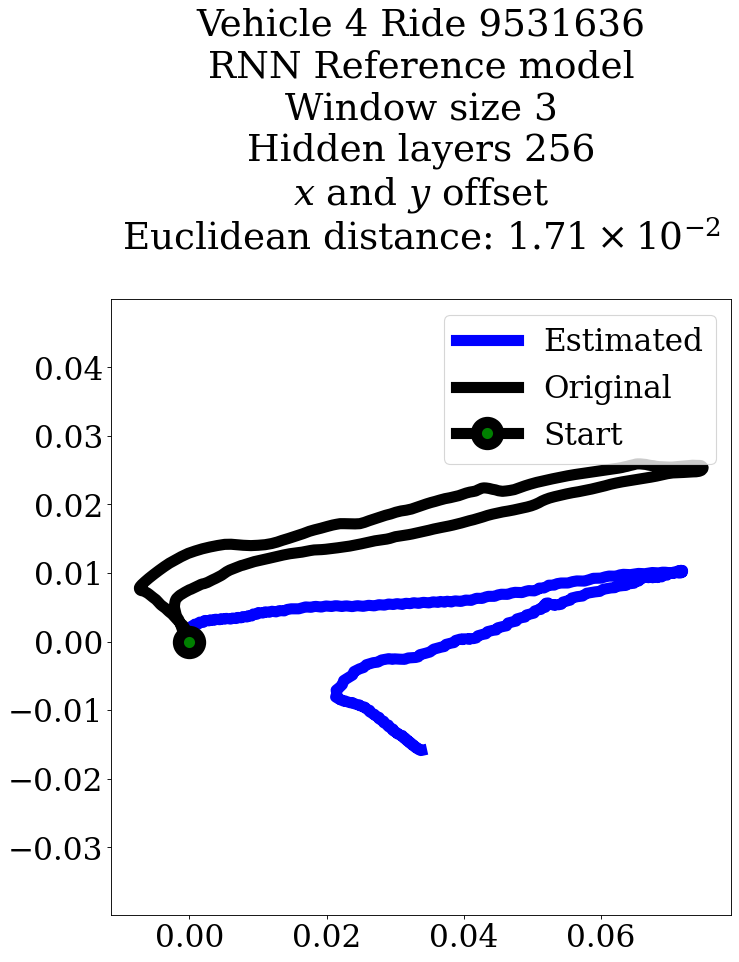 Vehicle 4 Ride 9531636
RNN Reference model
Window size 3
Hidden layers 256
x and y offset
Euclidean distance: 1.71 × 10⁻²
Estimated
Original
Start
0.04
0.03
0.02
0.01
0.00
−0.01
−0.02
−0.03
0.00 0.02 0.04 0.06